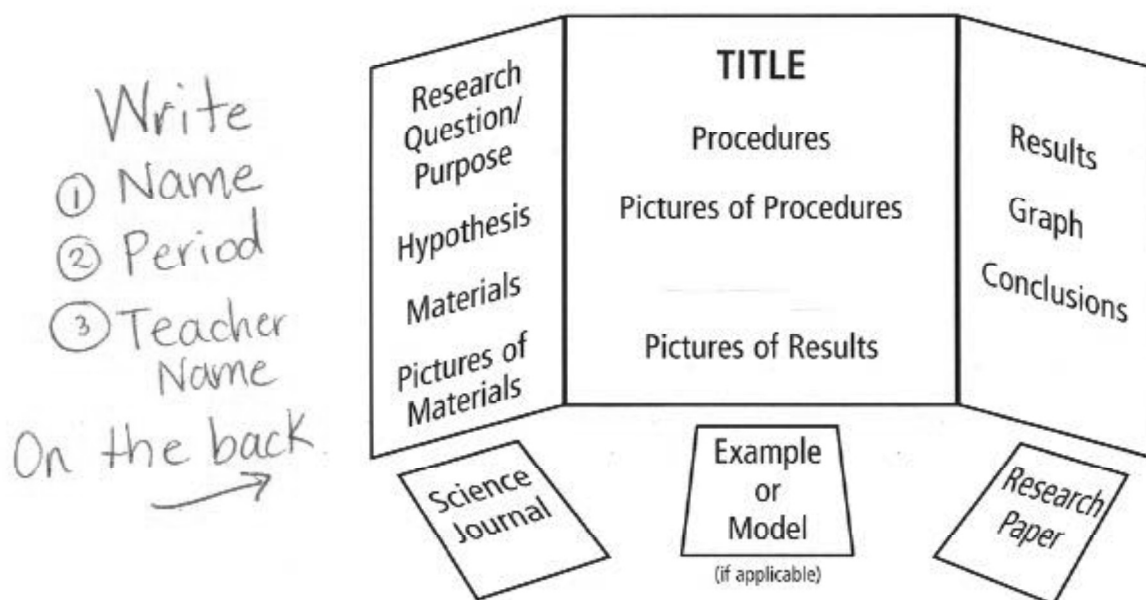 Write
① Name
② Period
③ Teacher
Name
On the back
Research
Question/
Purpose
Hypothesis
Materials
Pictures of
Materials
TITLE
Procedures
Pictures of Procedures
Pictures of Results
Results
Graph
Conclusions
Science
Journal
Example
or
Model
(if applicable)
Research
Paper